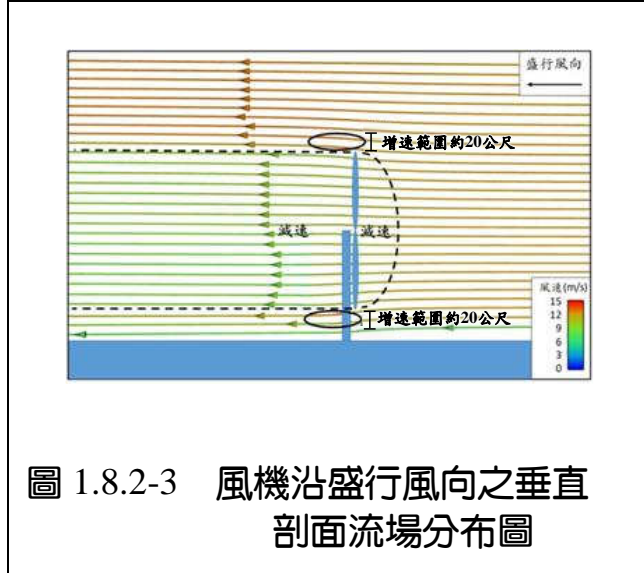 盛行風向
增速範圍約20公尺
減速 減速
增速範圍約20公尺
風速(m/s)
15
12
9
6
3
0
圖 1.8.2-3 風機沿盛行風向之垂直
剖面流場分布圖